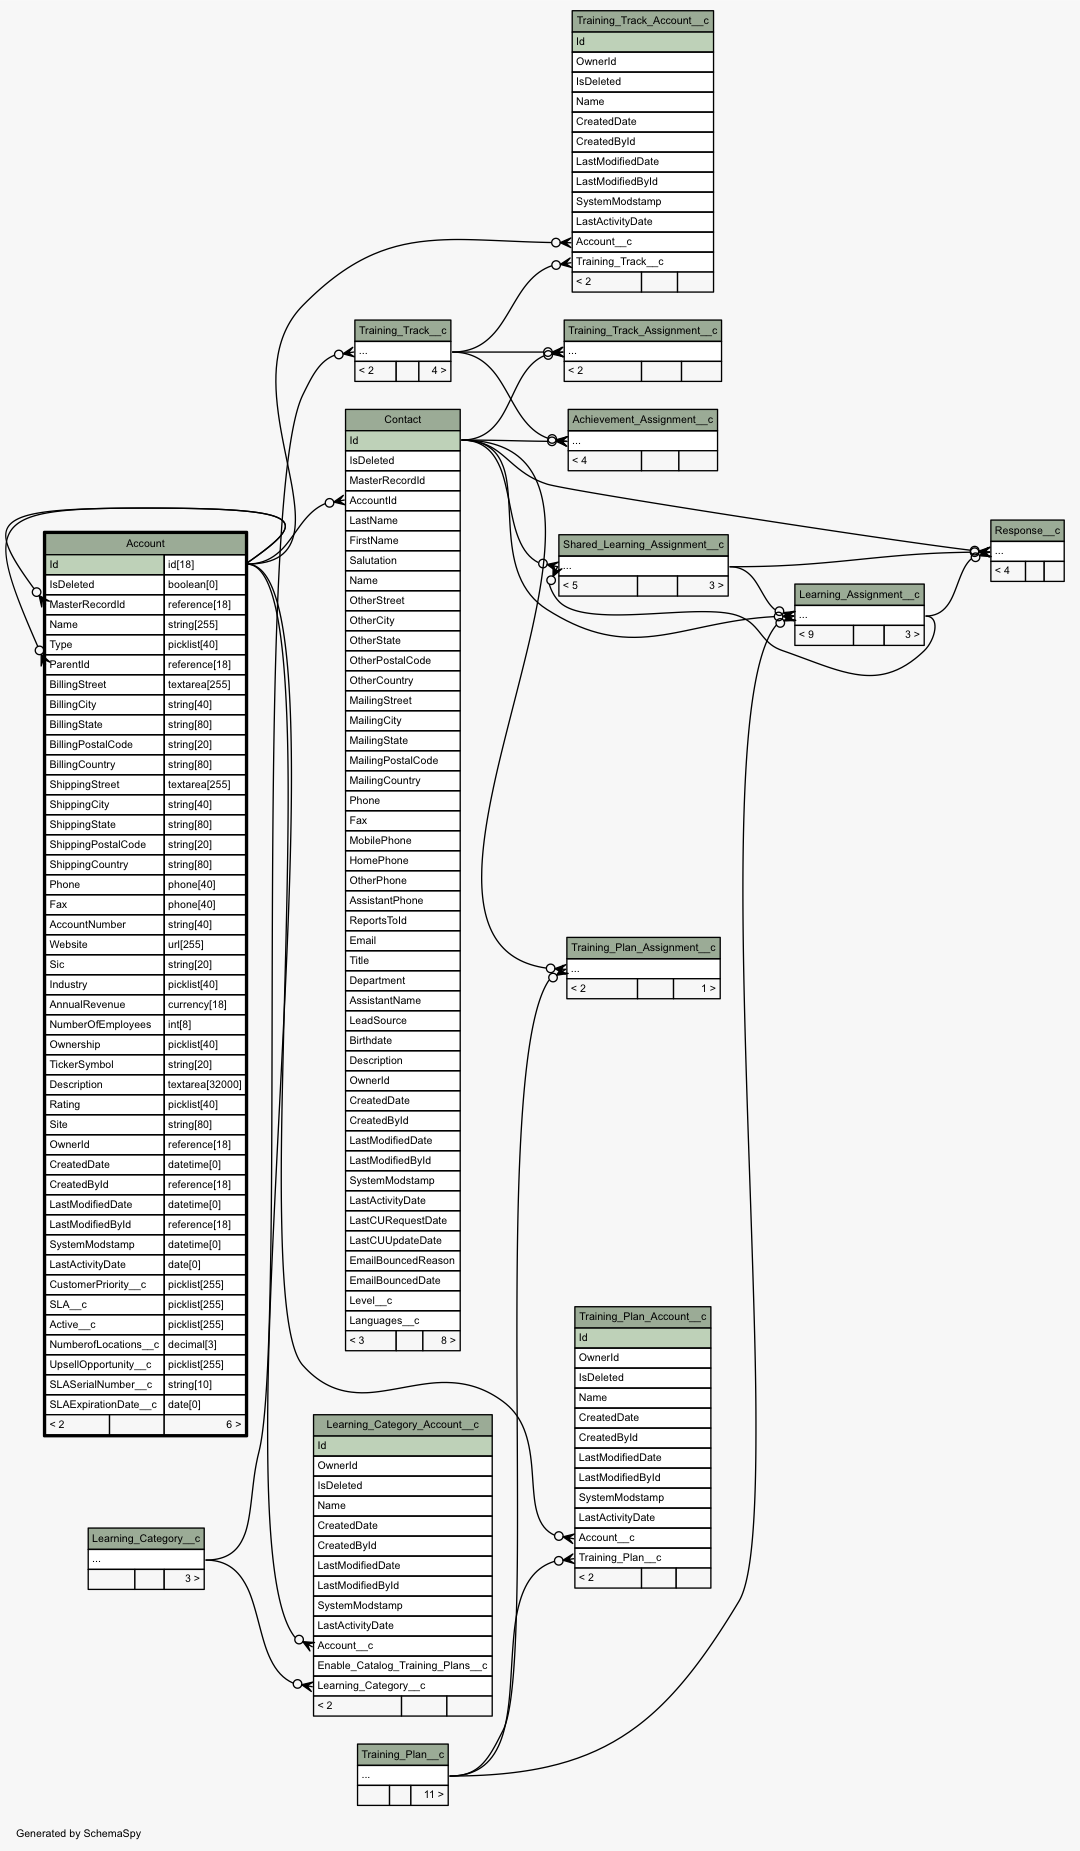 Training_Track_Account__c
Id
OwnerId
IsDeleted
Name
CreatedDate
CreatedById
LastModifiedDate
LastModifiedById
SystemModstamp
LastActivityDate
Account__c
Training_Track__c
< 2
Training_Track__c
...
< 2 4 >
Training_Track_Assignment__c
...
< 2
Contact
Id
IsDeleted
MasterRecordId
AccountId
LastName
FirstName
Salutation
Name
OtherStreet
OtherCity
OtherState
OtherPostalCode
OtherCountry
MailingStreet
MailingCity
MailingState
MailingPostalCode
MailingCountry
Phone
Fax
MobilePhone
HomePhone
OtherPhone
AssistantPhone
ReportsToId
Email
Title
Department
AssistantName
LeadSource
Birthdate
Description
OwnerId
CreatedDate
CreatedById
LastModifiedDate
LastModifiedById
SystemModstamp
LastActivityDate
LastCURequestDate
LastCUUpdateDate
EmailBouncedReason
EmailBouncedDate
Level__c
Languages__c
< 3 8 >
Achievement_Assignment__c
...
< 4
Shared_Learning_Assignment__c
...
< 5 3 >
Response__c
...
< 4
Learning_Assignment__c
...
< 9 3 >
Account
Id id[18]
IsDeleted boolean[0]
MasterRecordId reference[18]
Name string[255]
Type picklist[40]
ParentId reference[18]
BillingStreet textarea[255]
BillingCity string[40]
BillingState string[80]
BillingPostalCode string[20]
BillingCountry string[80]
ShippingStreet textarea[255]
ShippingCity string[40]
ShippingState string[80]
ShippingPostalCode string[20]
ShippingCountry string[80]
Phone phone[40]
Fax phone[40]
AccountNumber string[40]
Website url[255]
Sic string[20]
Industry picklist[40]
AnnualRevenue currency[18]
NumberOfEmployees int[8]
Ownership picklist[40]
TickerSymbol string[20]
Description textarea[32000]
Rating picklist[40]
Site string[80]
OwnerId reference[18]
CreatedDate datetime[0]
CreatedById reference[18]
LastModifiedDate datetime[0]
LastModifiedById reference[18]
SystemModstamp datetime[0]
LastActivityDate date[0]
CustomerPriority__c picklist[255]
SLA__c picklist[255]
Active__c picklist[255]
NumberofLocations__c decimal[3]
UpsellOpportunity__c picklist[255]
SLASerialNumber__c string[10]
SLAExpirationDate__c date[0]
< 2 6 >
Training_Plan_Assignment__c
...
< 2 1 >
Training_Plan_Account__c
Id
OwnerId
IsDeleted
Name
CreatedDate
CreatedById
LastModifiedDate
LastModifiedById
SystemModstamp
LastActivityDate
Account__c
Training_Plan__c
< 2
Learning_Category_Account__c
Id
OwnerId
IsDeleted
Name
CreatedDate
CreatedById
LastModifiedDate
LastModifiedById
SystemModstamp
LastActivityDate
Account__c
Enable_Catalog_Training_Plans__c
Learning_Category__c
< 2
Learning_Category__c
...
3 >
Training_Plan__c
...
11 >
Generated by SchemaSpy